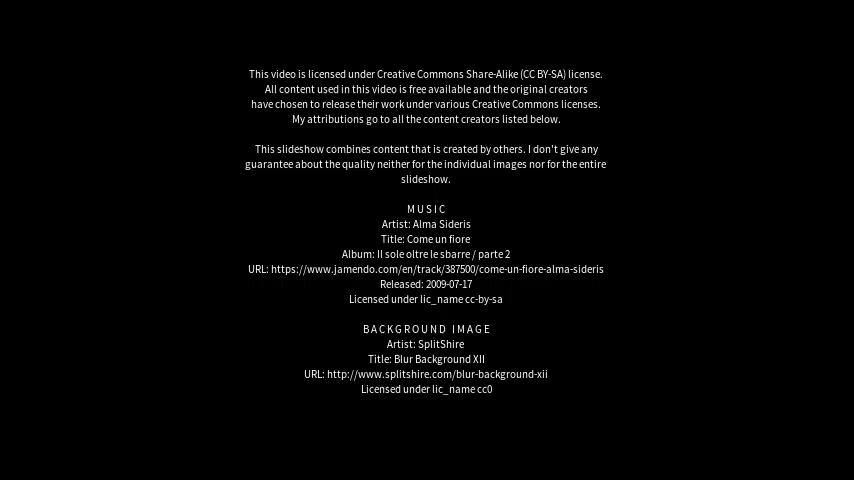 This video is licensed under Creative Commons Share-Alike (CC BY-SA) license.
All content used in this video is free available and the original creators
have chosen to release their work under various Creative Commons licenses.
My attributions go to all the content creators listed below.
This slideshow combines content that is created by others. I don't give any
guarantee about the quality neither for the individual images nor for the entire
slideshow.
MUSIC
Artist: Alma Sideris
Title: Come un fiore
Album: Il sole oltre le sbarre / parte 2
URL: https://www.jamendo.com/en/track/387500/come-un-fiore-alma-sideris
Released: 2009-07-17
Licensed under lic_name cc-by-sa
BACKGROUND IMAGE
Artist: SplitShire
Title: Blur Background XII
URL: http://www.splitshire.com/blur-background-xii
Licensed under lic_name cc0